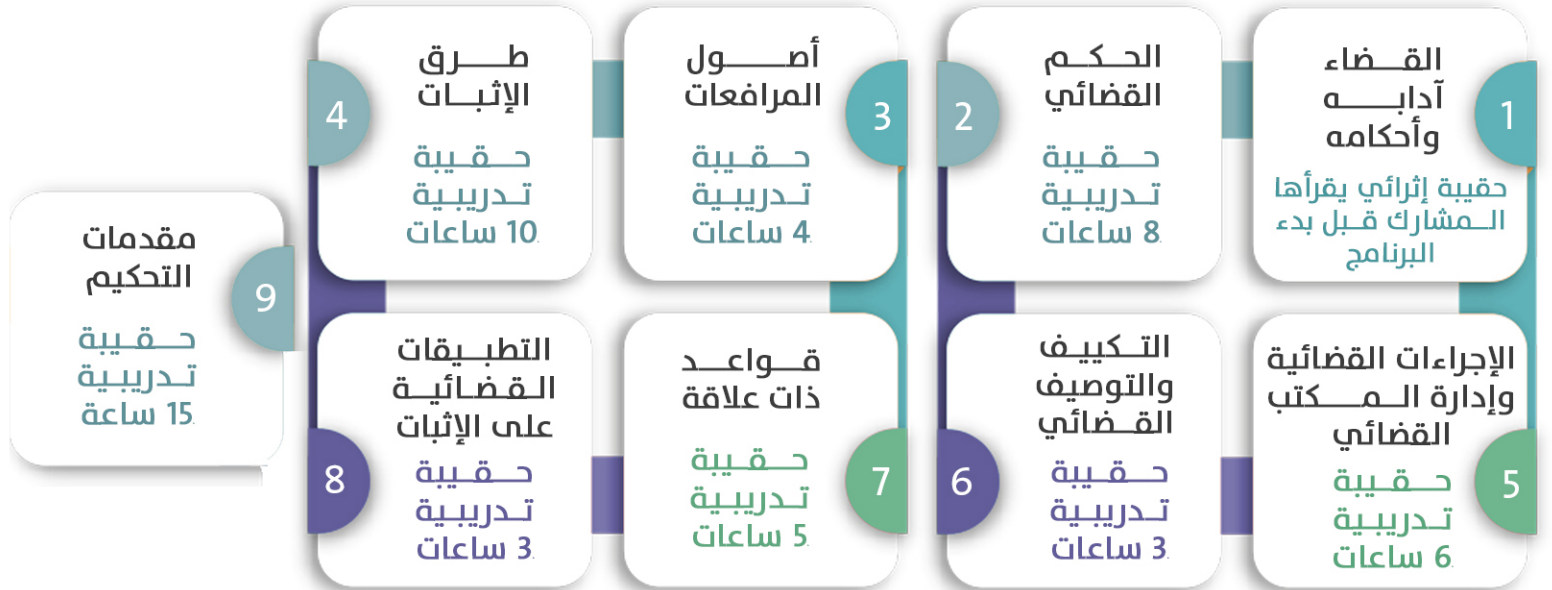 1
القضاء
آدابه
وأحكامه
حقيبة إثرائي يقرأها
المشارك قبل بدء
البرنامج
2
الحكم
القضائي
حقيبة
تدريبية
8 ساعات.
3
أصول
المرافعات
حقيبة
تدريبية
4 ساعات.
4
طرق
الإثبات
حقيبة
تدريبية
10 ساعات.
5
الإجراءات القضائية
وإدارة المكتب
القضائي
حقيبة
تدريبية
6 ساعات.
6
التكييف
والتوصيف
القضائي
حقيبة
تدريبية
3 ساعات.
7
قواعد
ذات علاقة
حقيبة
تدريبية
5 ساعات.
8
التطبيقات
القضائية
على الإثبات
حقيبة
تدريبية
3 ساعات.
9
مقدمات
التحكيم
حقيبة
تدريبية
15 ساعة.